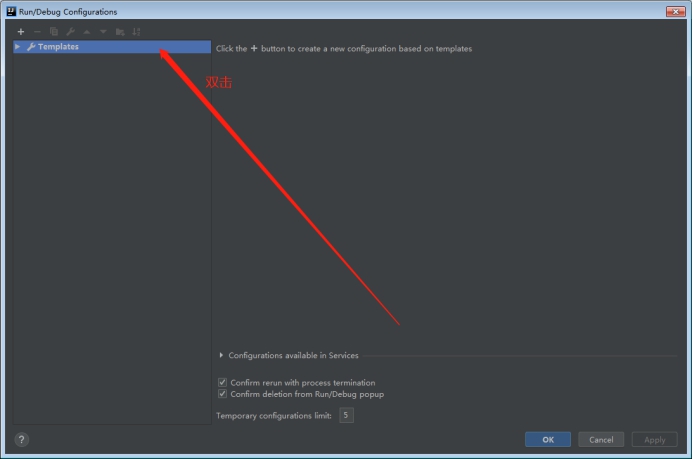 Run/Debug Configurations
Templates
Click the + button to create a new configuration based on templates
双击
Configurations available in Services
Confirm rerun with process termination
Confirm deletion from Run/Debug popup
Temporary configurations limit: 5
? OK Cancel Apply